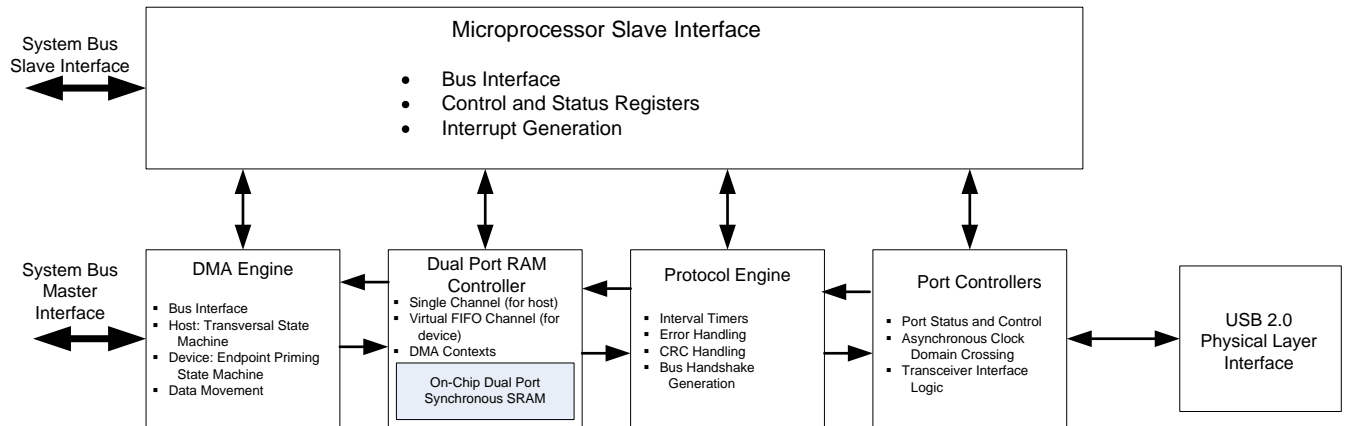 Microprocessor Slave Interface
System Bus
Slave Interface
• Bus Interface
• Control and Status Registers
• Interrupt Generation
System Bus
Master
Interface
DMA Engine
▪ Bus Interface
▪ Host: Transversal State
Machine
▪ Device: Endpoint Priming
State Machine
▪ Data Movement
Dual Port RAM
Controller
▪ Single Channel (for host)
▪ Virtual FIFO Channel (for
device)
▪ DMA Contexts
On-Chip Dual Port
Synchronous SRAM
Protocol Engine
▪ Interval Timers
▪ Error Handling
▪ CRC Handling
▪ Bus Handshake
Generation
Port Controllers
▪ Port Status and Control
▪ Asynchronous Clock
Domain Crossing
▪ Transceiver Interface
Logic
USB 2.0
Physical Layer
Interface